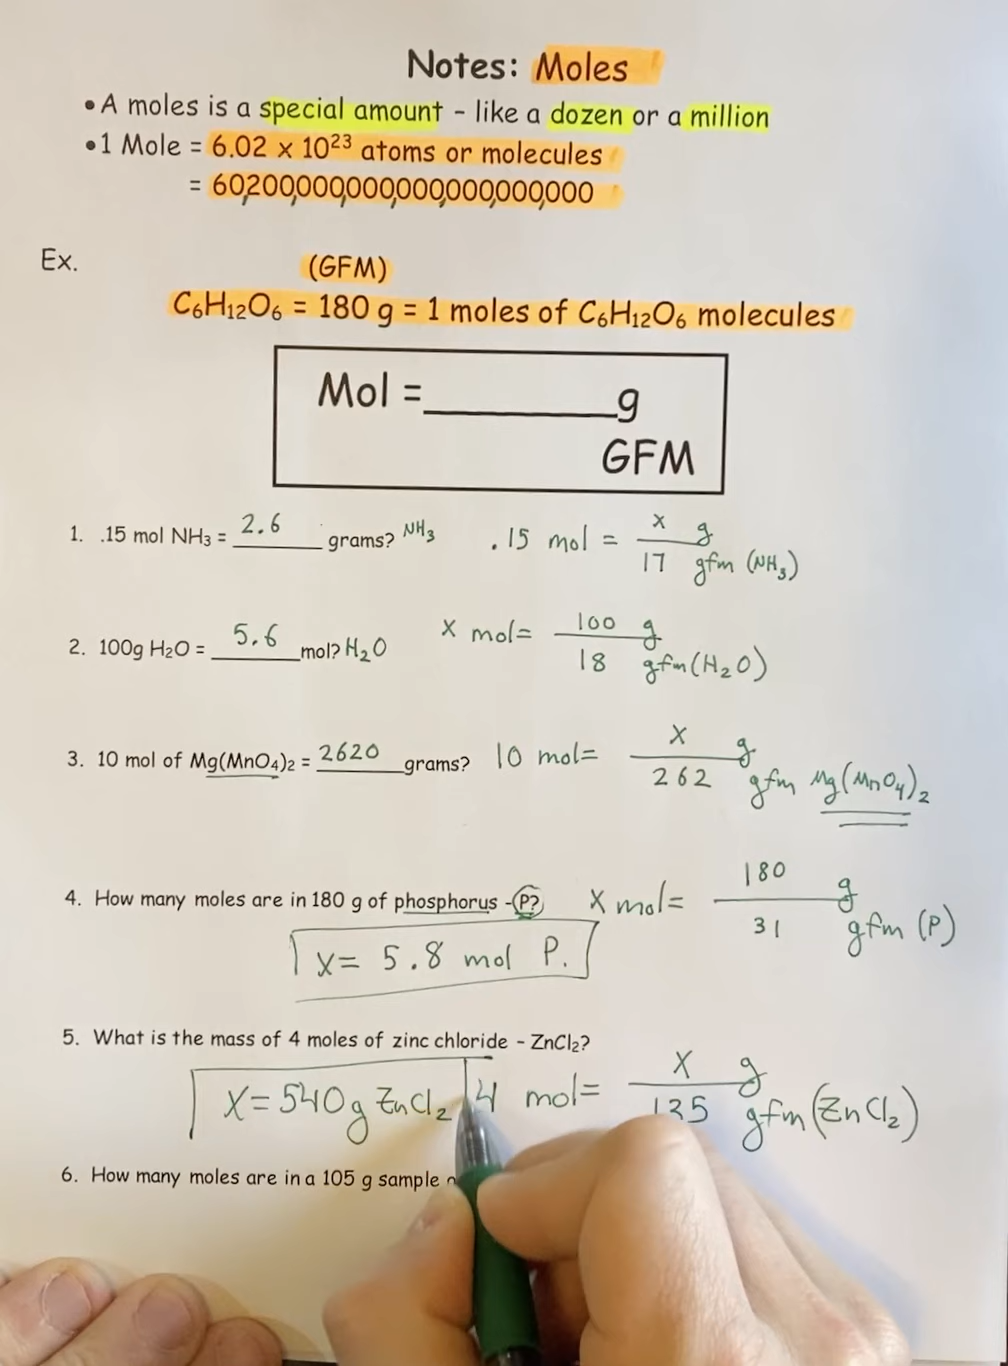 Notes: Moles
• A moles is a special amount - like a dozen or a million
•1 Mole = 6.02 x 10²³ atoms or molecules
= 60,200,000,000,000,000,000,000
Ex.
(GFM)
C₆H₁₂O₆ = 180 g = 1 moles of C₆H₁₂O₆ molecules
Mol = ________g
GFM
1. .15 mol NH₃ = 2.6 grams? NH₃ .15 mol = x g
17 gfm (NH₃)
2. 100g H₂O = 5.6 mol? H₂O X mol= 100 g
18 gfm (H₂O)
3. 10 mol of Mg(MnO₄)₂ = 2620 grams? 10 mol= X g
262 gfm Mg(MnO₄)₂
4. How many moles are in 180 g of phosphorus -P? X mol= 180 g
31 gfm (P)
X= 5.8 mol P.
5. What is the mass of 4 moles of zinc chloride - ZnCl₂?
X=540g ZnCl₂ 4 mol= X g
135 gfm (ZnCl₂)
6. How many moles are in a 105 g sample